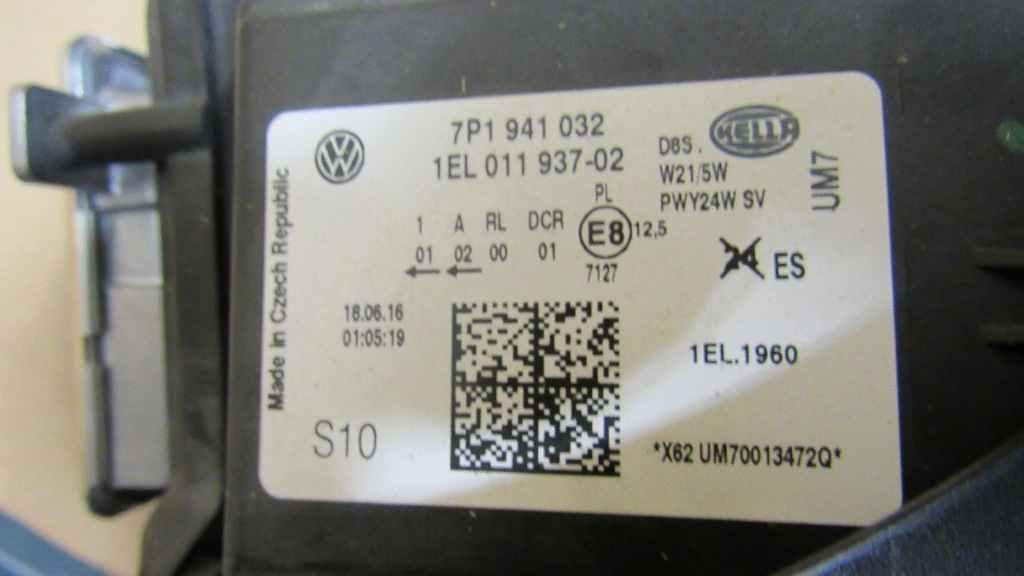 7P1 941 032
1EL 011 937-02
D8S.
HELLA
W21/5W
PWY24W SV
UM7
Made in Czech Republic
1 A RL DCR PL
01 02 00 01 E8 12,5
7127
24 ES
18.06.16
01:05:19
1EL.1960
S10
*X62 UM70013472Q*